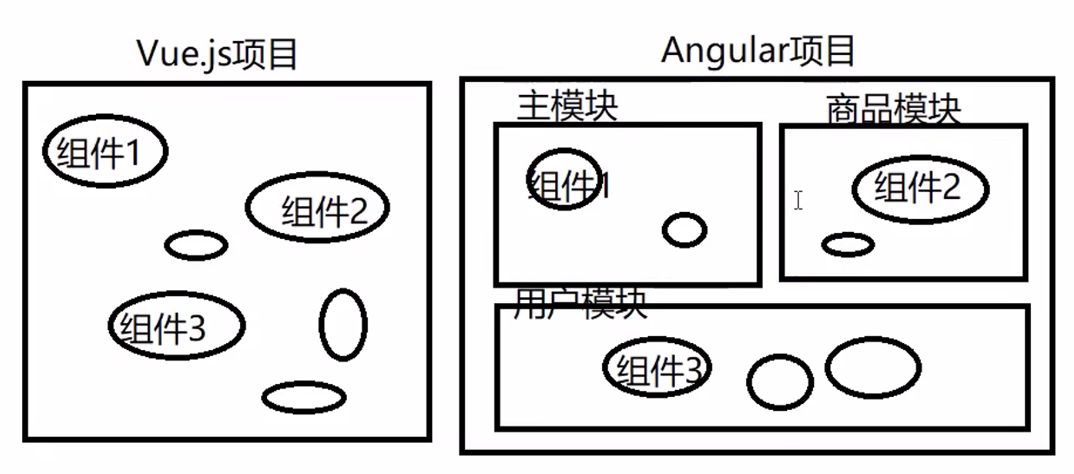 Vue.js项目
组件1
组件2
组件3
Angular项目
主模块
组件1
商品模块
组件2
用户模块
组件3